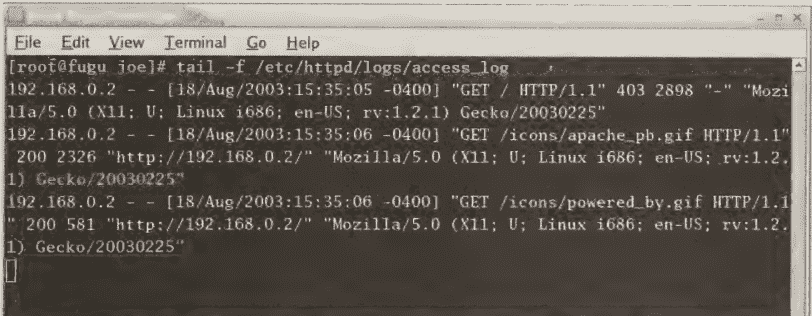 File Edit View Terminal Go Help
[root@fugu joe]# tail -f /etc/httpd/logs/access_log
192.168.0.2 - - [18/Aug/2003:15:35:05 -0400] "GET / HTTP/1.1" 403 2898 "-" "Mozi
lla/5.0 (X11; U; Linux i686; en-US; rv:1.2.1) Gecko/20030225"
192.168.0.2 - - [18/Aug/2003:15:35:06 -0400] "GET /icons/apache_pb.gif HTTP/1.1"
 200 2326 "http://192.168.0.2/" "Mozilla/5.0 (X11; U; Linux i686; en-US; rv:1.2.
1) Gecko/20030225"
192.168.0.2 - - [18/Aug/2003:15:35:06 -0400] "GET /icons/powered_by.gif HTTP/1.1
" 200 581 "http://192.168.0.2/" "Mozilla/5.0 (X11; U; Linux i686; en-US; rv:1.2.
1) Gecko/20030225"